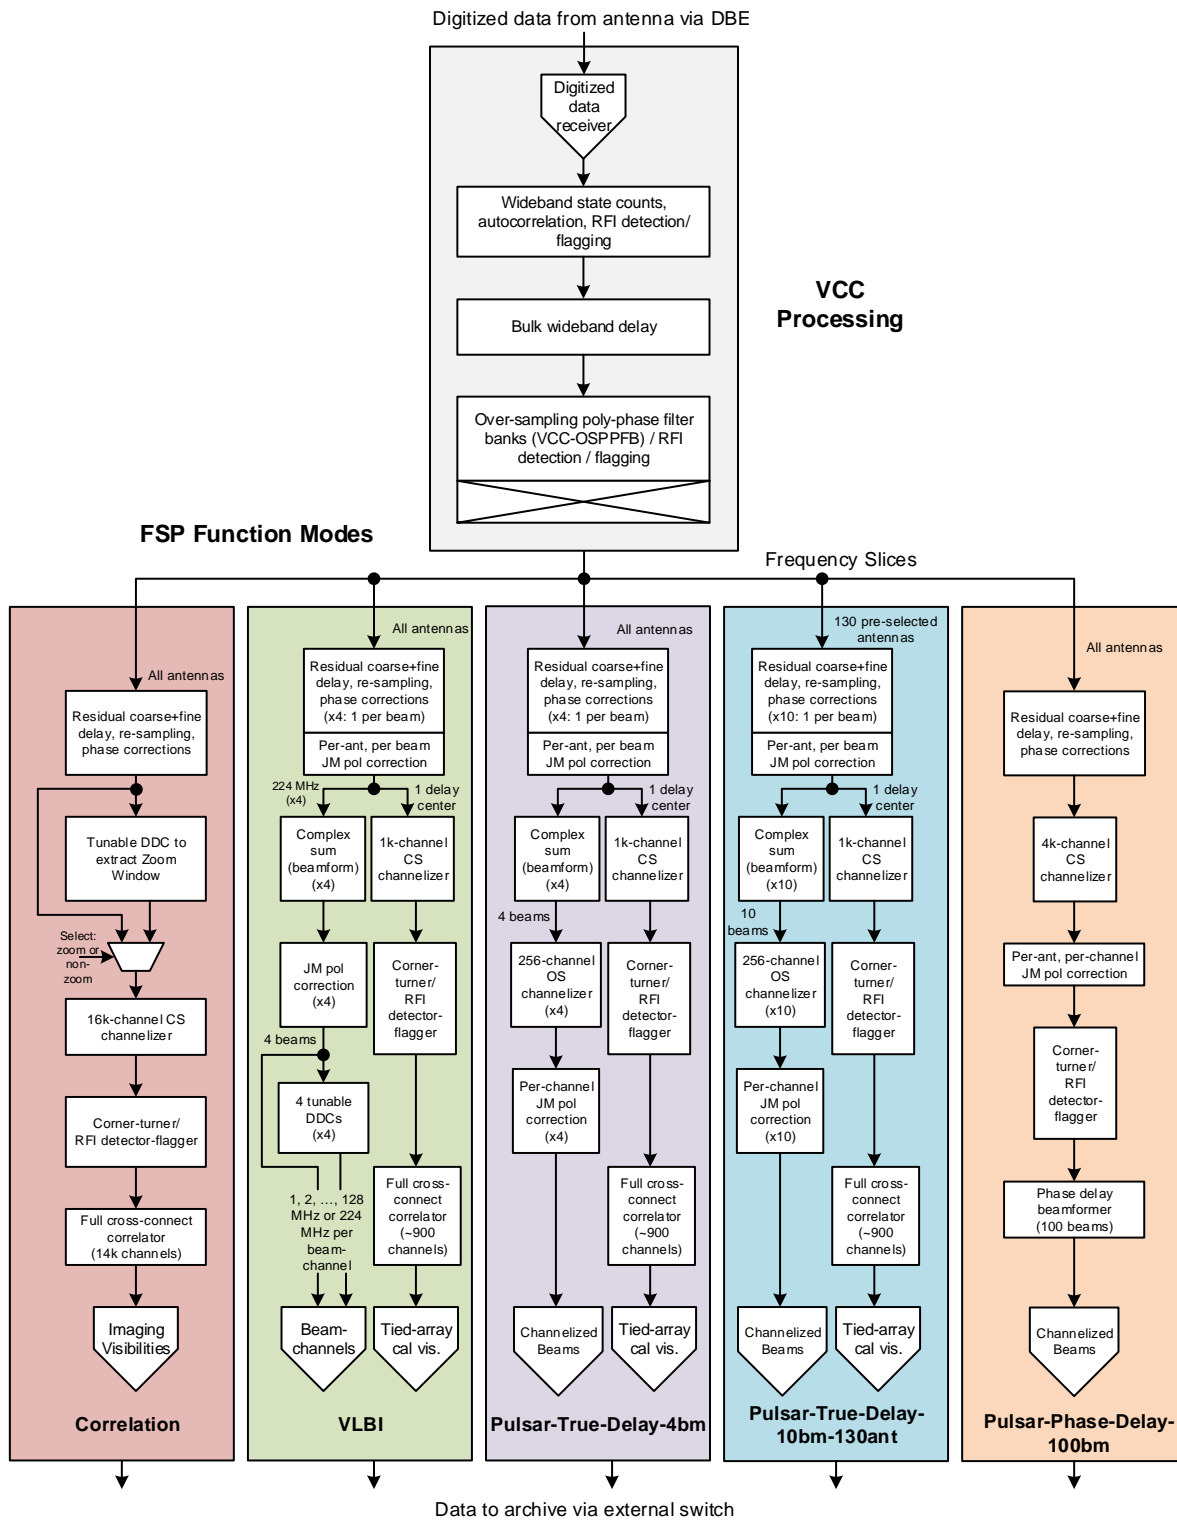 Digitized data from antenna via DBE
Digitized
data
receiver
Wideband state counts,
autocorrelation, RFI detection/
flagging
VCC
Processing
Bulk wideband delay
Over-sampling poly-phase filter
banks (VCC-OSPPFB) / RFI
detection / flagging
FSP Function Modes
Frequency Slices
All antennas
Residual coarse+fine
delay, re-sampling,
phase corrections
Tunable DDC to
extract Zoom
Window
Select:
zoom or
non-
zoom
16k-channel CS
channelizer
Corner-turner/
RFI detector-flagger
Full cross-connect
correlator
(14k channels)
Imaging
Visibilities
Correlation
All antennas
Residual coarse+fine
delay, re-sampling,
phase corrections
(x4: 1 per beam)
Per-ant, per beam
JM pol correction
224 MHz
(x4)
1 delay
center
Complex
sum
(beamform)
(x4)
1k-channel
CS
channelizer
JM pol
correction
(x4)
Corner-
turner/
RFI
detector-
flagger
4 beams
4 tunable
DDCs
(x4)
1, 2, ..., 128
MHz or 224
MHz per
beam-
channel
Full cross-
connect
correlator
(~900
channels)
Beam-
channels
Tied-array
cal vis.
VLBI
All antennas
Residual coarse+fine
delay, re-sampling,
phase corrections
(x4: 1 per beam)
Per-ant, per beam
JM pol correction
1 delay
center
Complex
sum
(beamform)
(x4)
1k-channel
CS
channelizer
4 beams
256-channel
OS
channelizer
(x4)
Corner-
turner/
RFI
detector-
flagger
Per-channel
JM pol
correction
(x4)
Full cross-
connect
correlator
(~900
channels)
Channelized
Beams
Tied-array
cal vis.
Pulsar-True-Delay-4bm
130 pre-selected
antennas
Residual coarse+fine
delay, re-sampling,
phase corrections
(x10: 1 per beam)
Per-ant, per beam
JM pol correction
1 delay
center
Complex
sum
(beamform)
(x10)
1k-channel
CS
channelizer
10
beams
256-channel
OS
channelizer
(x10)
Corner-
turner/
RFI
detector-
flagger
Per-channel
JM pol
correction
(x10)
Full cross-
connect
correlator
(~900
channels)
Channelized
Beams
Tied-array
cal vis.
Pulsar-True-Delay-
10bm-130ant
All antennas
Residual coarse+fine
delay, re-sampling,
phase corrections
4k-channel
CS
channelizer
Per-ant, per-channel
JM pol correction
Corner-
turner/
RFI
detector-
flagger
Phase delay
beamformer
(100 beams)
Channelized
Beams
Pulsar-Phase-Delay-
100bm
Data to archive via external switch